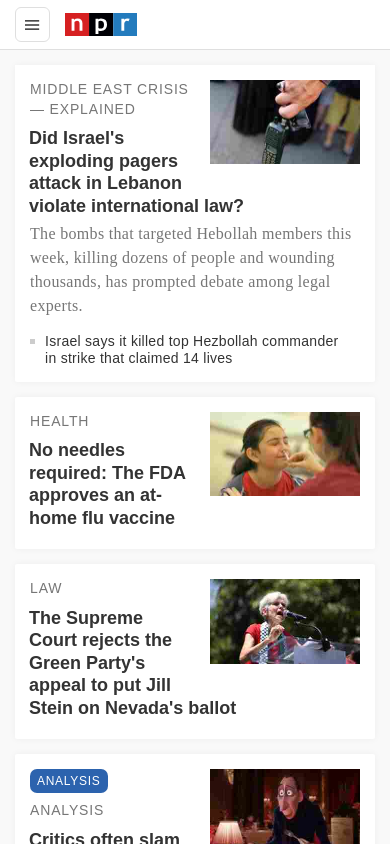 npr
MIDDLE EAST CRISIS
— EXPLAINED
Did Israel's
exploding pagers
attack in Lebanon
violate international law?
The bombs that targeted Hebollah members this
week, killing dozens of people and wounding
thousands, has prompted debate among legal
experts.
Israel says it killed top Hezbollah commander
in strike that claimed 14 lives
HEALTH
No needles
required: The FDA
approves an at-
home flu vaccine
LAW
The Supreme
Court rejects the
Green Party's
appeal to put Jill
Stein on Nevada's ballot
ANALYSIS
ANALYSIS
Critics often slam